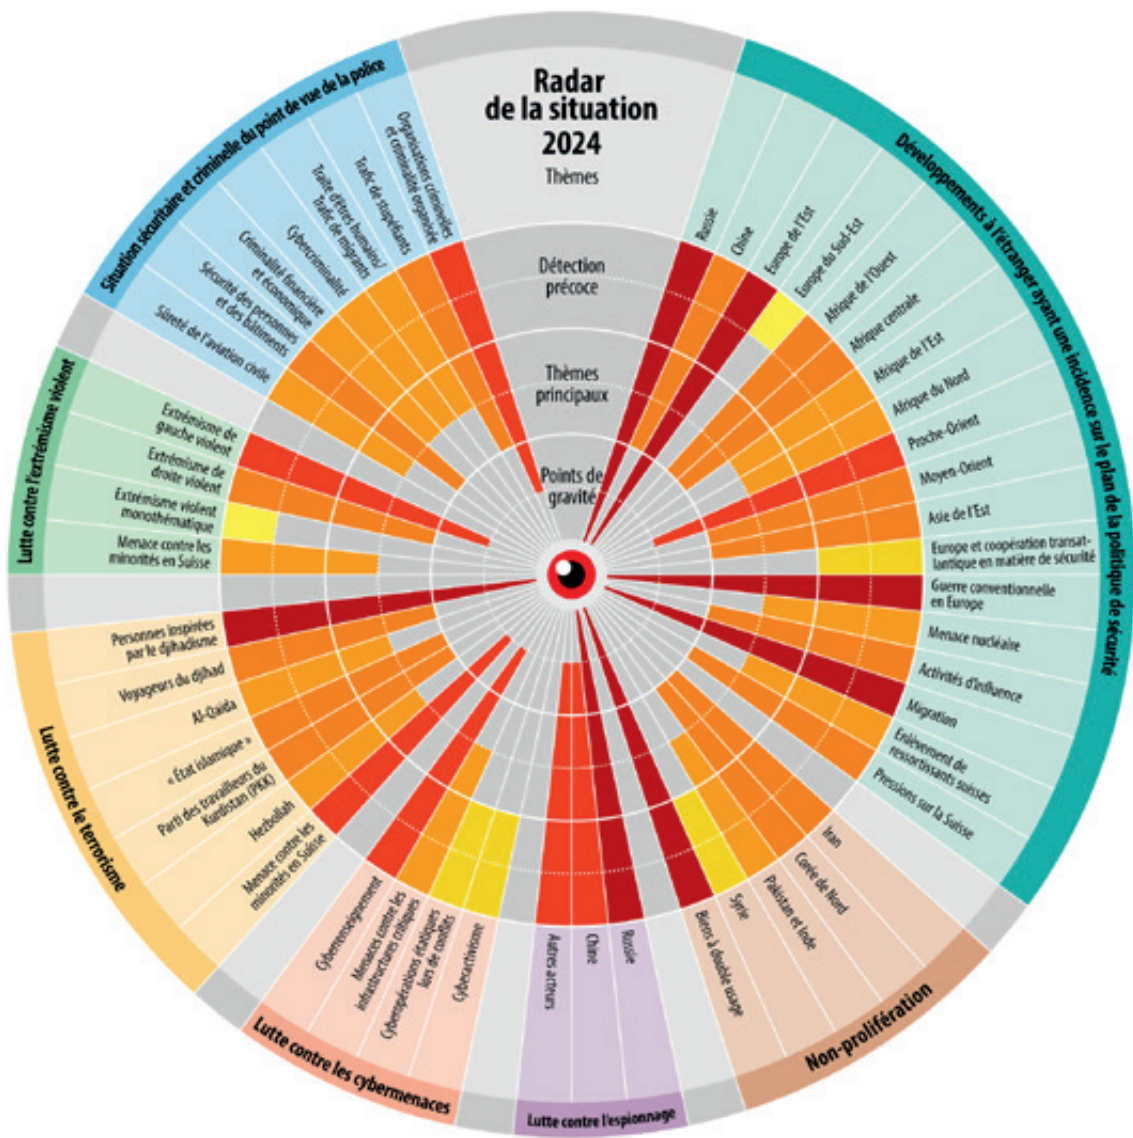 Radar
de la situation
2024
Thèmes
Détection
précoce
Thèmes
principaux
Points de
gravité
Développements à l'étranger ayant une incidence sur le plan de la politique de sécurité
Russie
Chine
Europe de l'Est
Europe du Sud-Est
Afrique de l'Ouest
Afrique centrale
Afrique de l'Est
Afrique du Nord
Proche-Orient
Moyen-Orient
Asie de l'Est
Europe et coopération transat-
lantique en matière de sécurité
Guerre conventionnelle
en Europe
Menace nucléaire
Activités d'influence
Migration
Enlèvement de
ressortissants suisses
Pressions sur la Suisse
Non-prolifération
Iran
Corée de Nord
Pakistan et Inde
Syrie
Biens à double usage
Lutte contre l'espionnage
Russie
Chine
Autres acteurs
Lutte contre les cybermenaces
Cyberactivisme
Cyberopérations étatiques
lors de conflits
Menaces contre les
infrastructures critiques
Cyberrenseignement
Lutte contre le terrorisme
Menace contre les
minorités en Suisse
Hezbollah
Parti des travailleurs du
Kurdistan (PKK)
« État islamique »
Al-Qaïda
Voyageurs du djihad
Personnes inspirées
par le djihadisme
Lutte contre l'extrémisme violent
Menace contre les
minorités en Suisse
Extrémisme violent
monothématique
Extrémisme de
droite violent
Extrémisme de
gauche violent
Situation sécuritaire et criminelle du point de vue de la police
Sûreté de l'aviation civile
Sécurité des personnes
et des bâtiments
Criminalité financière
et économique
Cybercriminalité
Traite d'êtres humains/
Trafic de migrants
Trafic de stupéfiants
Organisations criminelles
et criminalité organisée